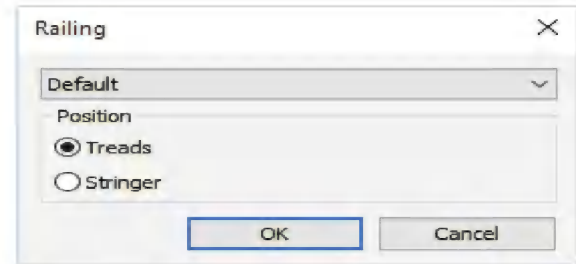 Railing
Default
Position
Treads
Stringer
OK Cancel